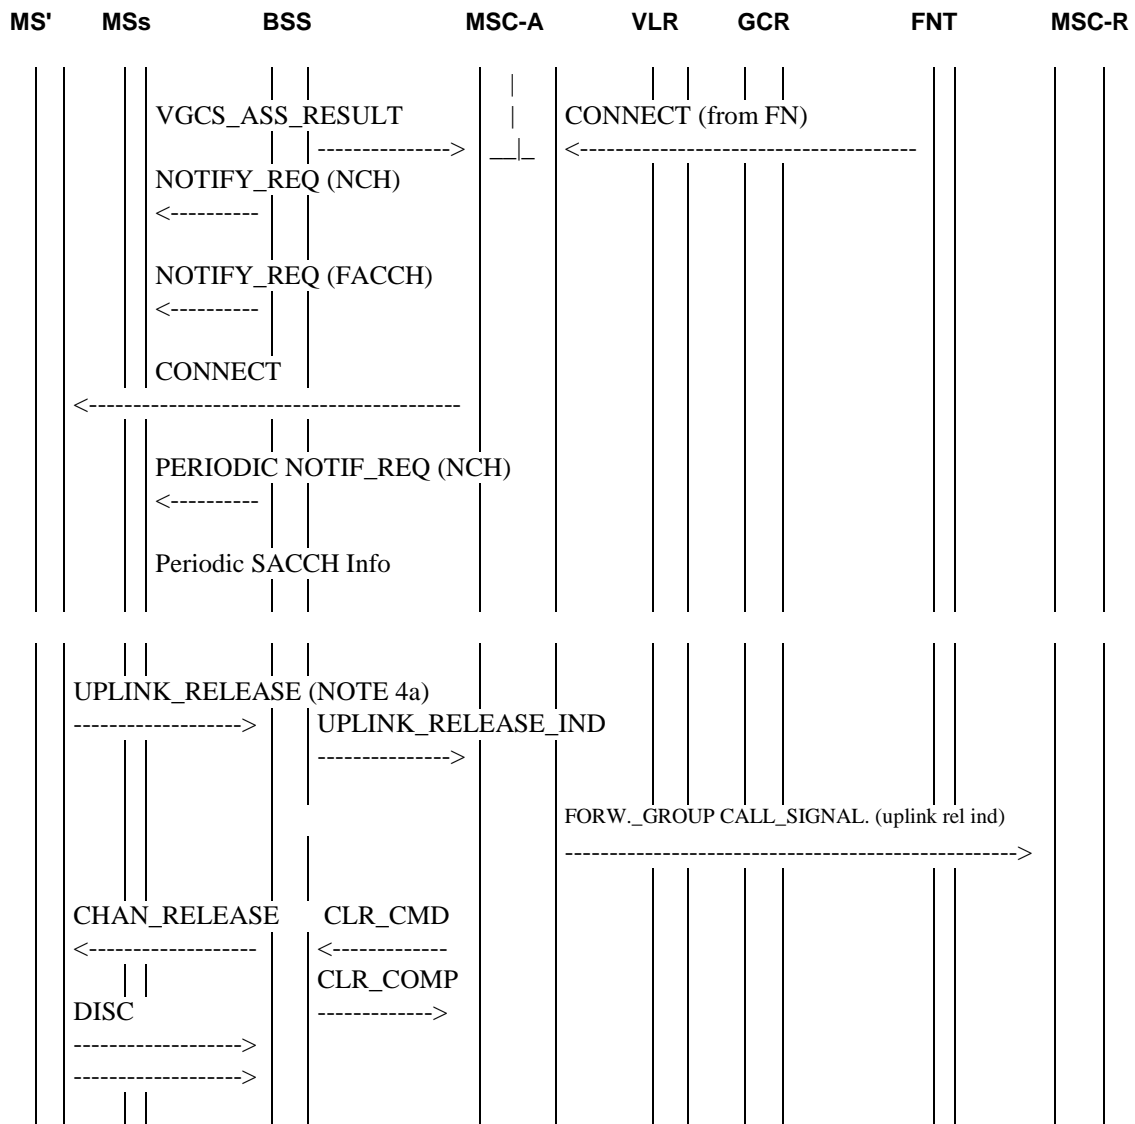 MS' MSs BSS MSC-A VLR GCR FNT MSC-R
VGCS_ASS_RESULT CONNECT (from FN)
---------------> __|_ <--------------------------------------
NOTIFY_REQ (NCH)
<----------
NOTIFY_REQ (FACCH)
<----------
CONNECT
<------------------------------------------
PERIODIC NOTIF_REQ (NCH)
<----------
Periodic SACCH Info
UPLINK_RELEASE (NOTE 4a)
-------------------> UPLINK_RELEASE_IND
--------------->
FORW._GROUP CALL_SIGNAL. (uplink rel ind)
--------------------------------------------------->
CHAN_RELEASE CLR_CMD
<------------------- <-------------
CLR_COMP
DISC ------------->
------------------->
------------------->